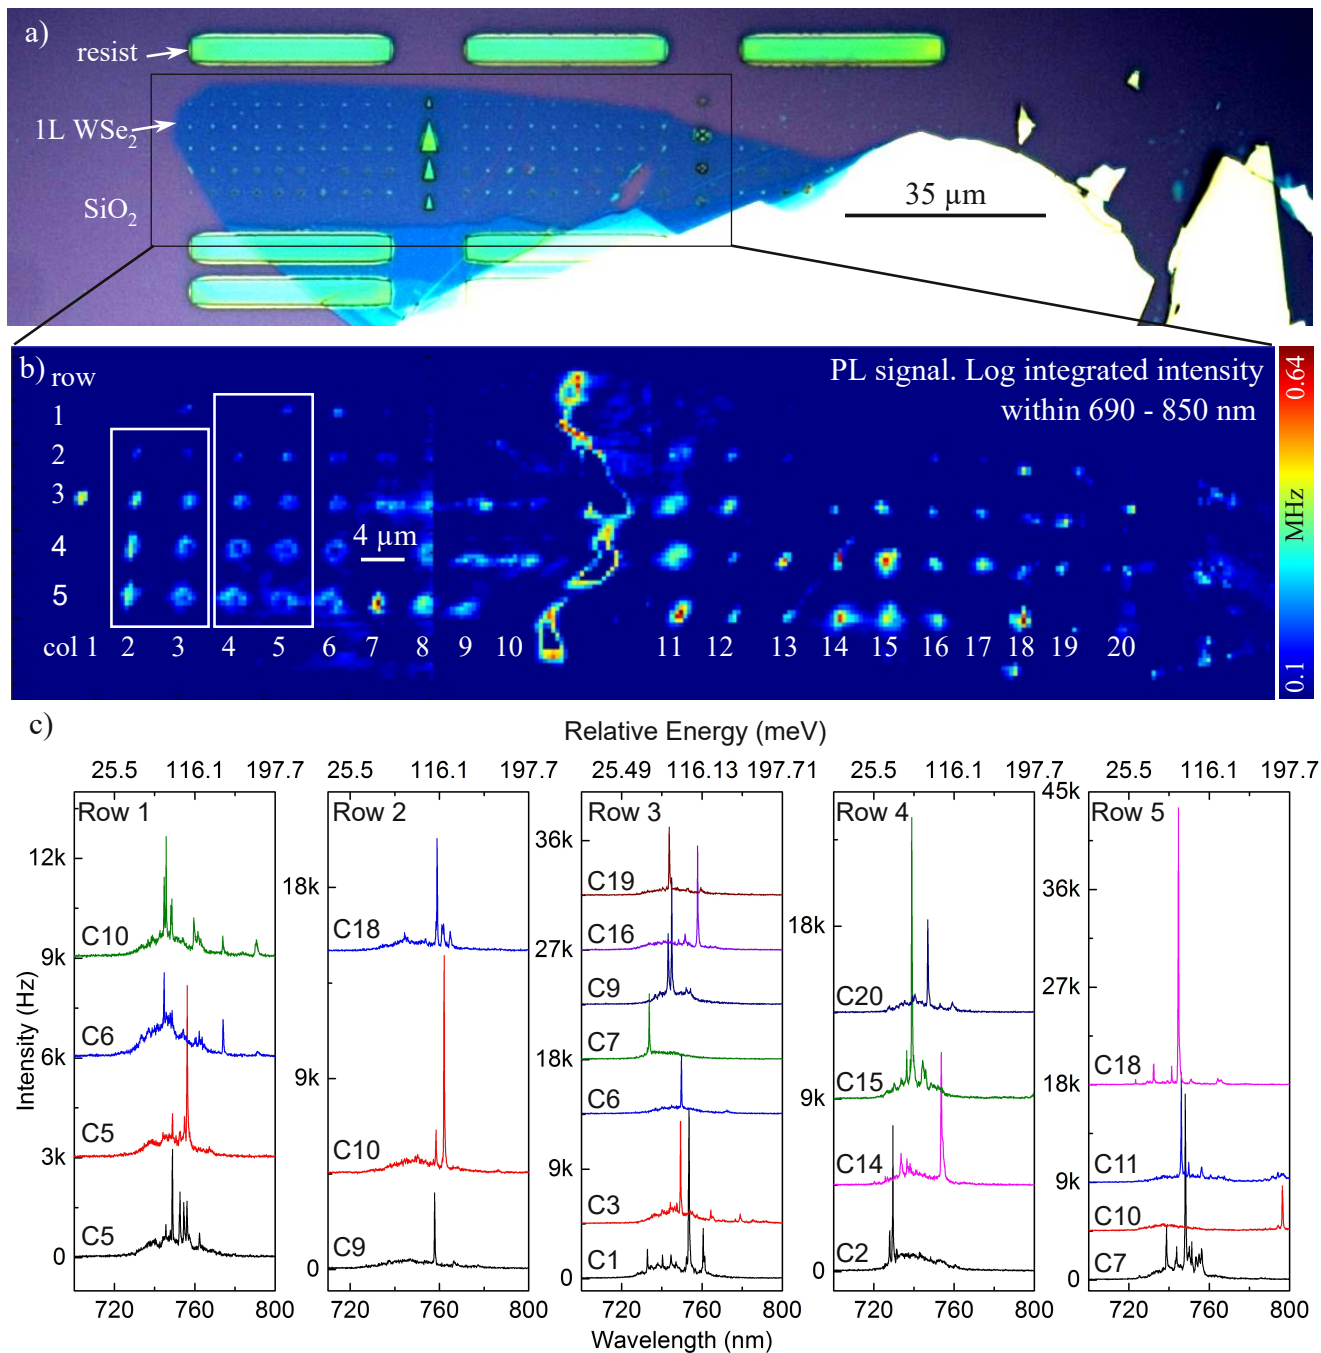 a)
resist
1L WSe2
SiO2
35 µm
b)
row
PL signal. Log integrated intensity
within 690 - 850 nm
0.64
MHz
0.1
1
2
3
4
5
4 µm
col 1 2 3 4 5 6 7 8 9 10 11 12 13 14 15 16 17 18 19 20
c)
Relative Energy (meV)
25.5 116.1 197.7 25.5 116.1 197.7 25.49 116.13 197.71 25.5 116.1 197.7 25.5 116.1 197.7
Intensity (Hz)
Row 1
12k
9k
6k
3k
0
C10
C6
C5
C5
720 760 800
Row 2
18k
9k
0
C18
C10
C9
720 760 800
Row 3
36k
27k
18k
9k
0
C19
C16
C9
C7
C6
C3
C1
720 760 800
Row 4
18k
9k
0
C20
C15
C14
C2
720 760 800
Row 5
45k
36k
27k
18k
9k
0
C18
C11
C10
C7
720 760 800
Wavelength (nm)